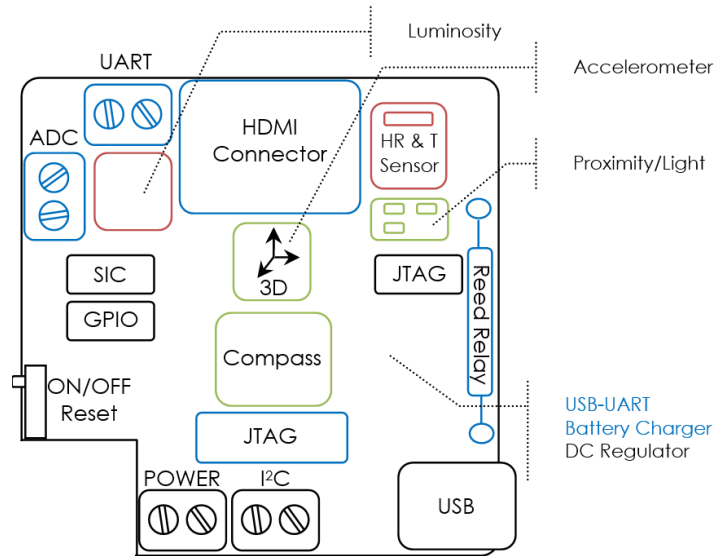 Luminosity
UART
Accelerometer
HDMI
Connector
ADC
HR & T
Sensor
Proximity/Light
3D
SIC
JTAG
GPIO
Reed Relay
Compass
ON/OFF
Reset
USB-UART
Battery Charger
DC Regulator
JTAG
POWER
I²C
USB